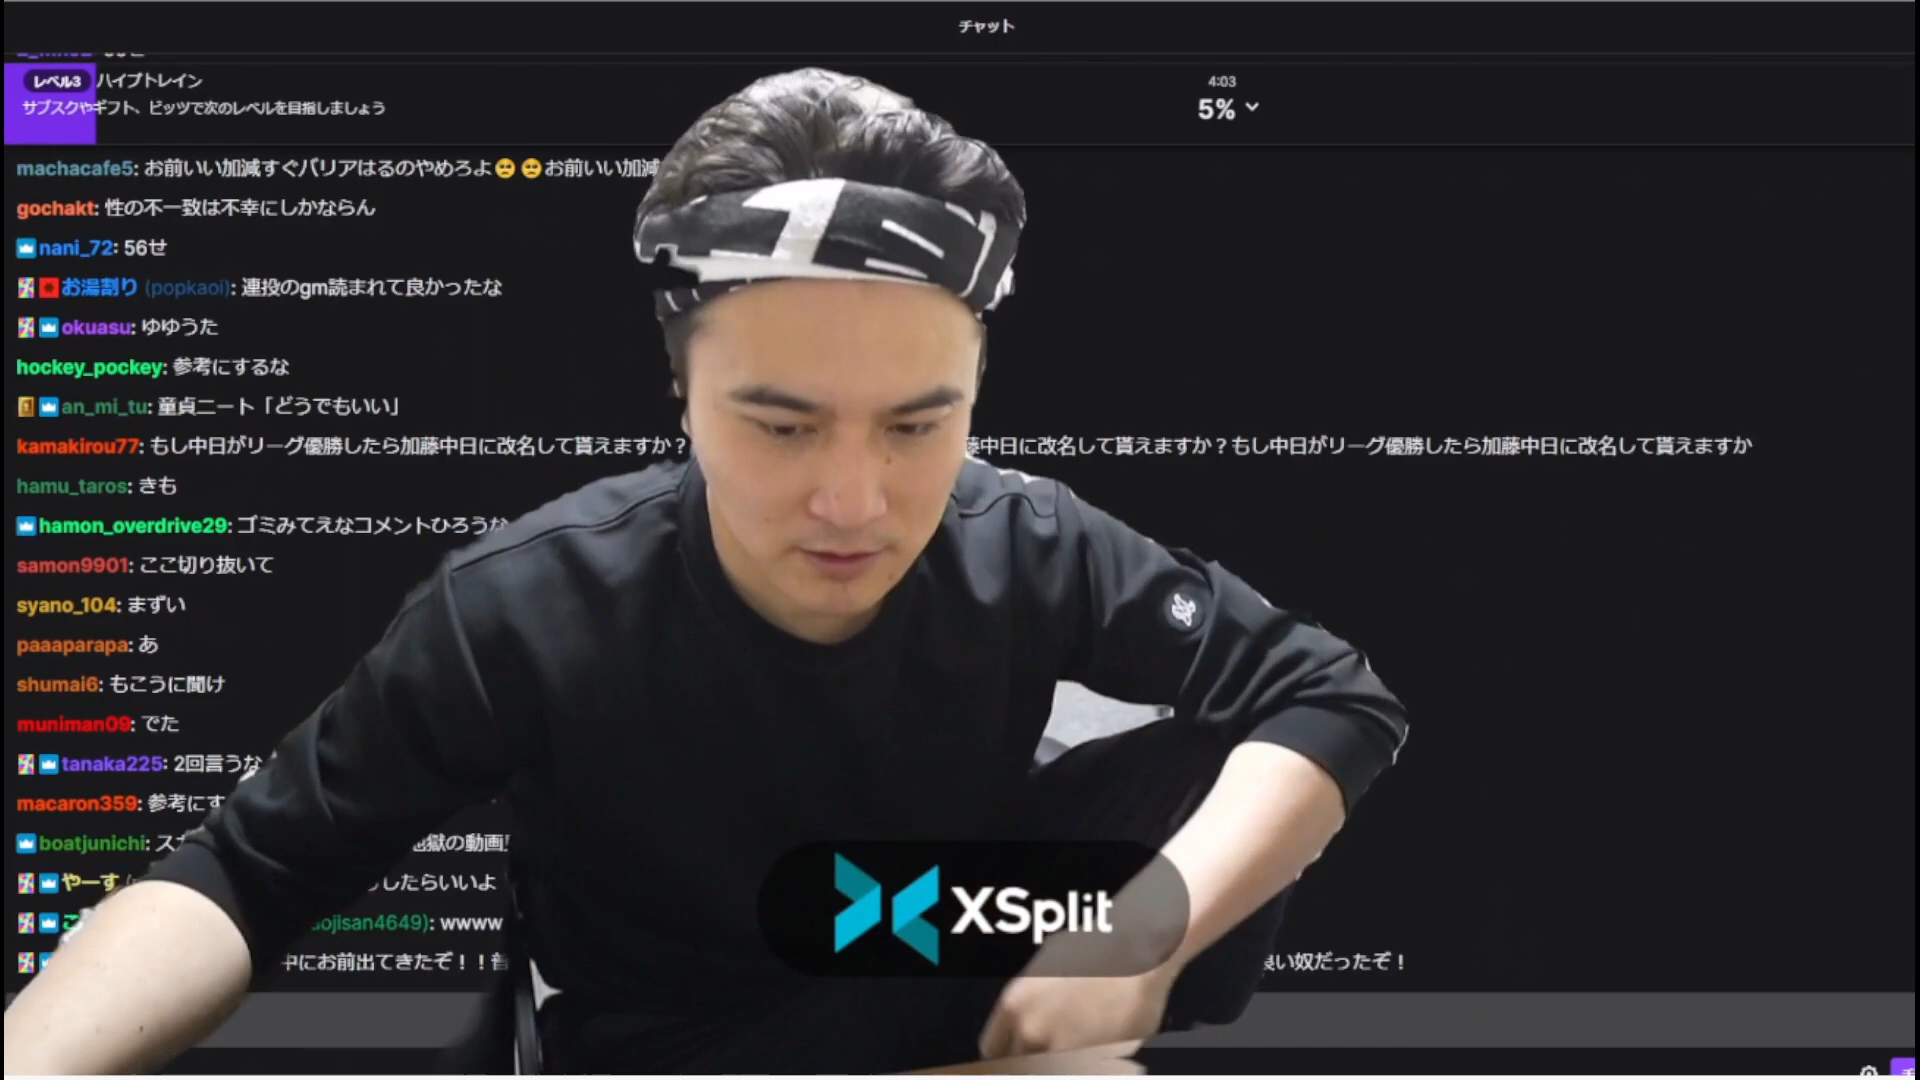 チャット
レベル3 ハイプトレイン
4:03
サブスクやギフト、ビッツで次のレベルを目指しましょう
5%
machacafe5: お前いい加減すぐバリアはるのやめろよ🥺🥺お前いい加減
gochakt: 性の不一致は不幸にしかならん
nani_72: 56せ
お湯割り (popkaoi): 連投のgm読まれて良かったな
okuasu: ゆゆうた
hockey_pockey: 参考にするな
an_mi_tu: 童貞ニート「どうでもいい」
kamakirou77: もし中日がリーグ優勝したら加藤中日に改名して貰えますか？ 藤中日に改名して貰えますか？もし中日がリーグ優勝したら加藤中日に改名して貰えますか
hamu_taros: きも
hamon_overdrive29: ゴミみてえなコメントひろうな
samon9901: ここ切り抜いて
syano_104: まずい
paaaparapa: あ
shumai6: もこうに聞け
muniman09: でた
tanaka225: 2回言うな
macaron359: 参考にす
boatjunichi: ス 獄の動画
やーす したらいいよ
ojisan4649): wwww
中にお前出てきたぞ！！ 良い奴だったぞ！
XSplit